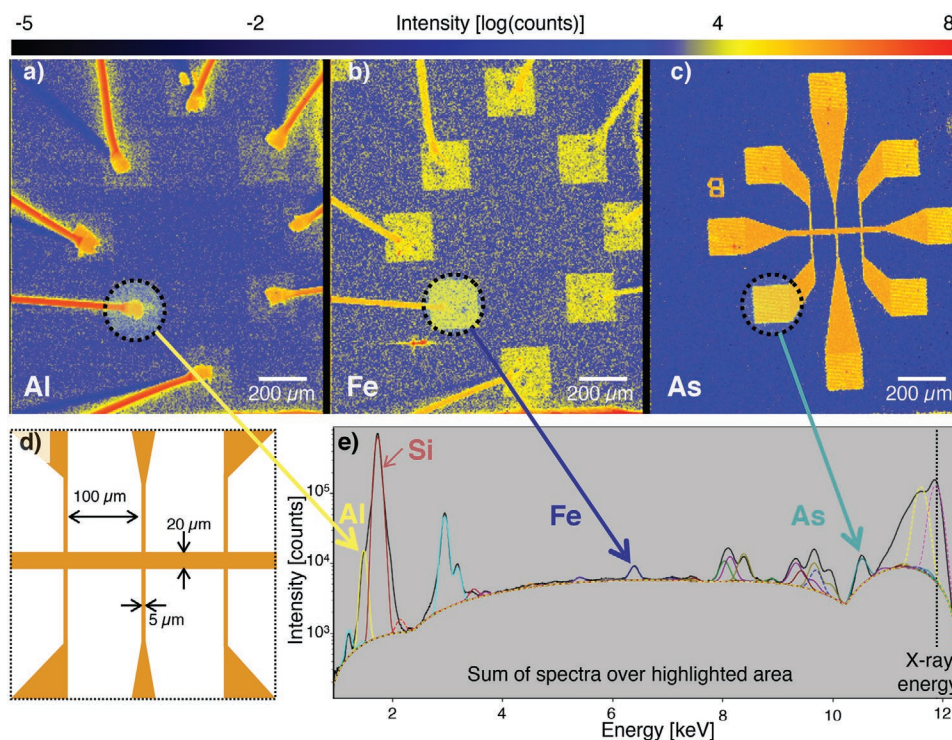 Intensity [log(counts)]
-5 -2 4 8
a) b) c)
8
Al Fe As
200 µm 200 µm 200 µm
d)
100 µm
20 µm
5 µm
e)
Si
Al Fe As
10⁵
10⁴
10³
Intensity [counts]
Sum of spectra over highlighted area
X-ray
energy
2 4 6 8 10 12
Energy [keV]